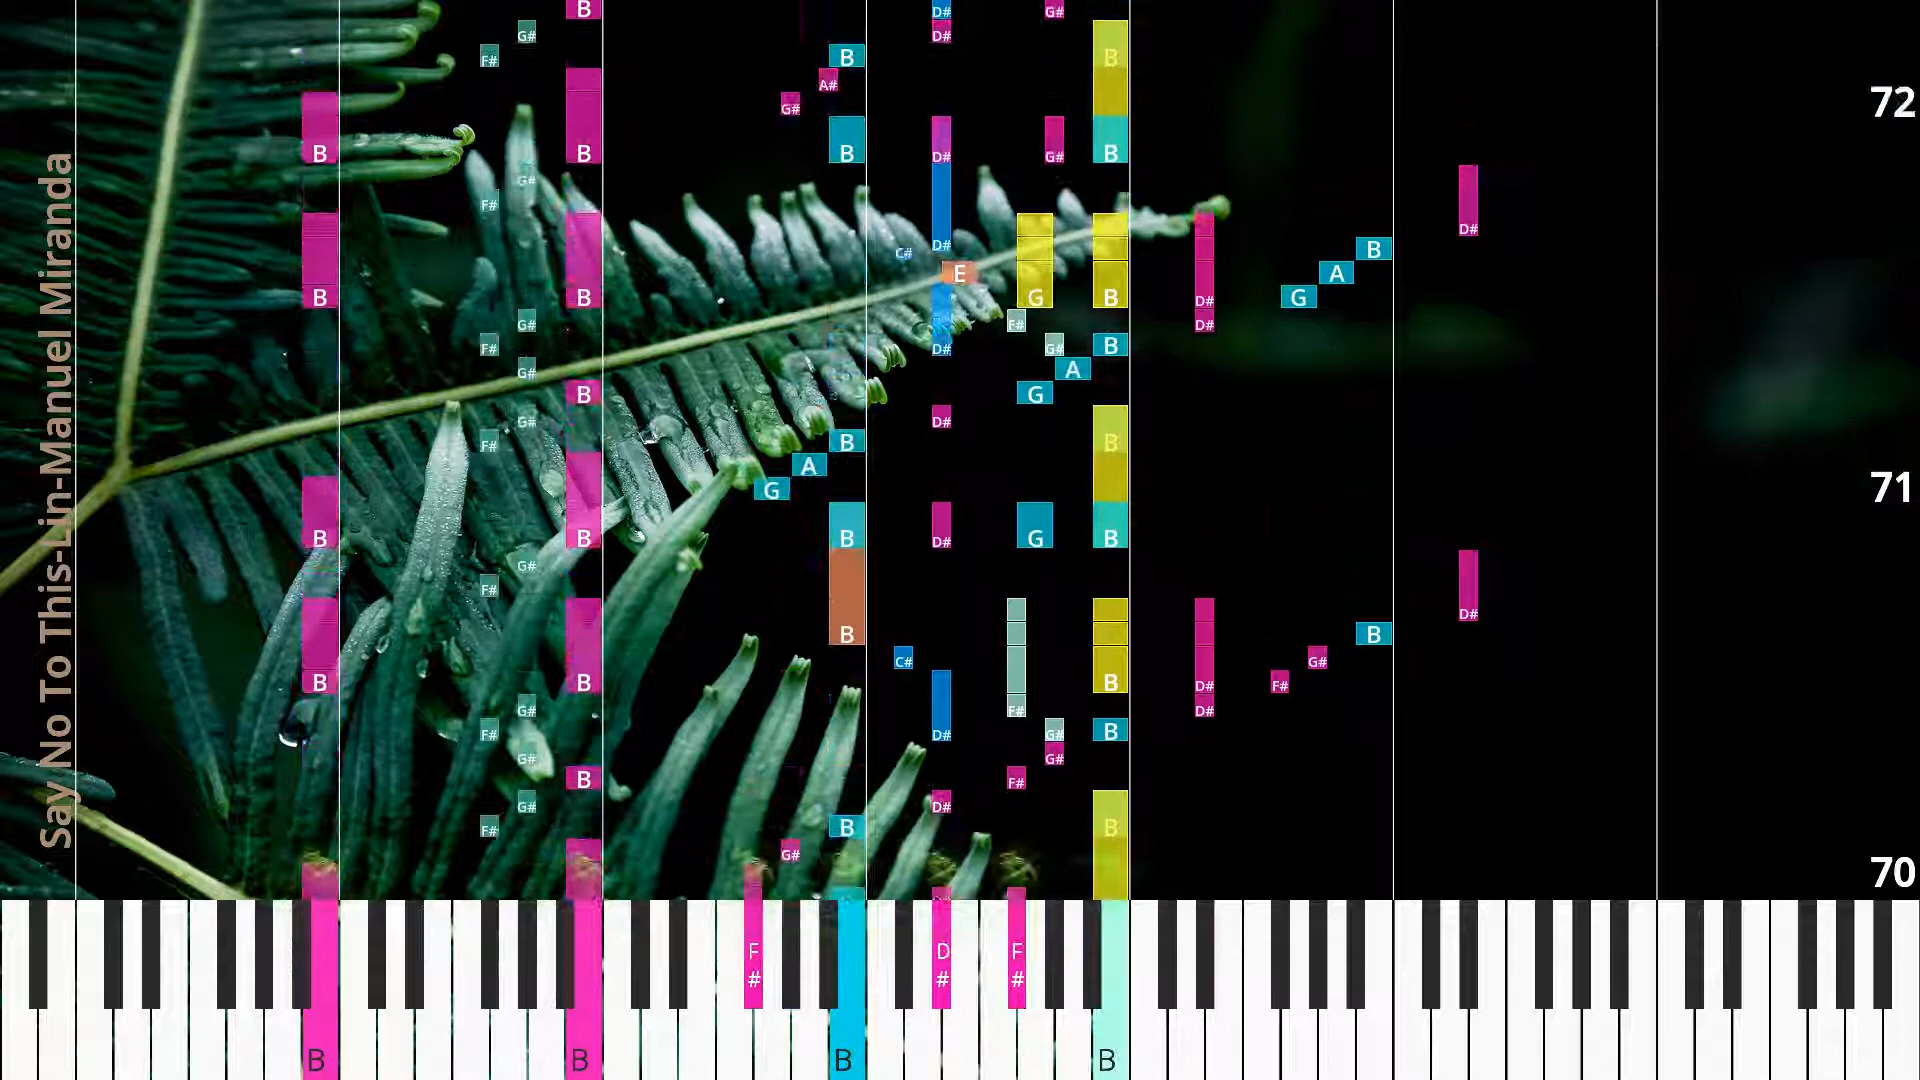 Say No To This-Lin-Manuel Miranda
B D# G#
G# D# B
F# B B
A#
G# 72
B B B D# G# B
G#
F# D#
D# C# B
E A
B B G B D# G
G# F# D#
F# D# G# B
G# A
B G
G# D#
F# B B
A 71
G
B B B D# G B
G#
F# D#
B B
C# G#
B B B D# F#
G# F# D#
F# D# G# B
G# G#
B F#
G# D#
F# B B
G#
70
F D F
# # #
B B B B